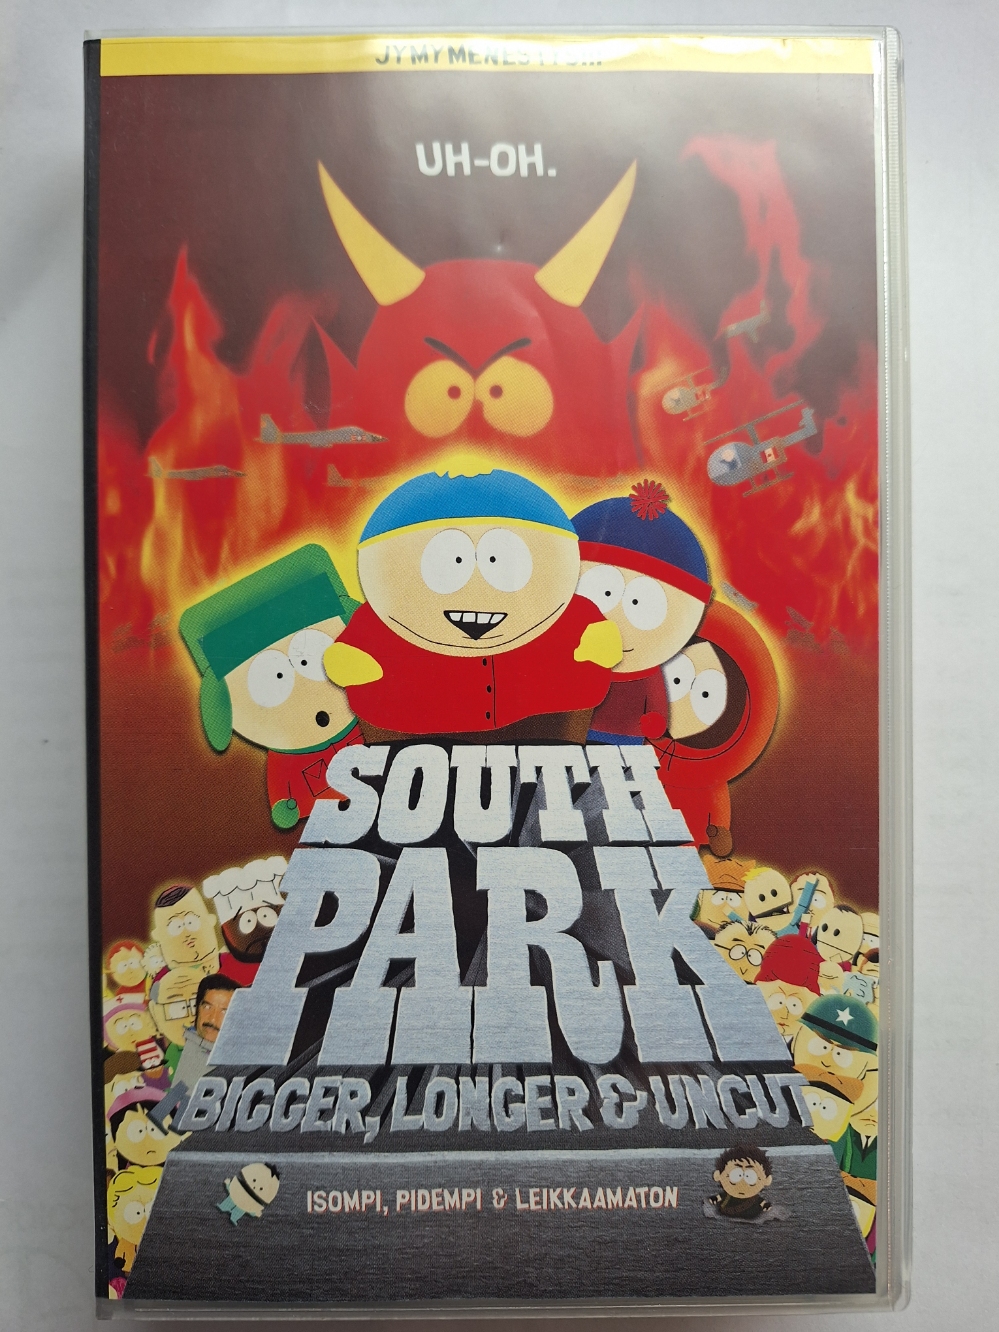 JYMYMENESTYS!!!
UH-OH.
SOUTH
PARK
BIGGER, LONGER & UNCUT
ISOMPI, PIDEMPI & LEIKKAAMATON